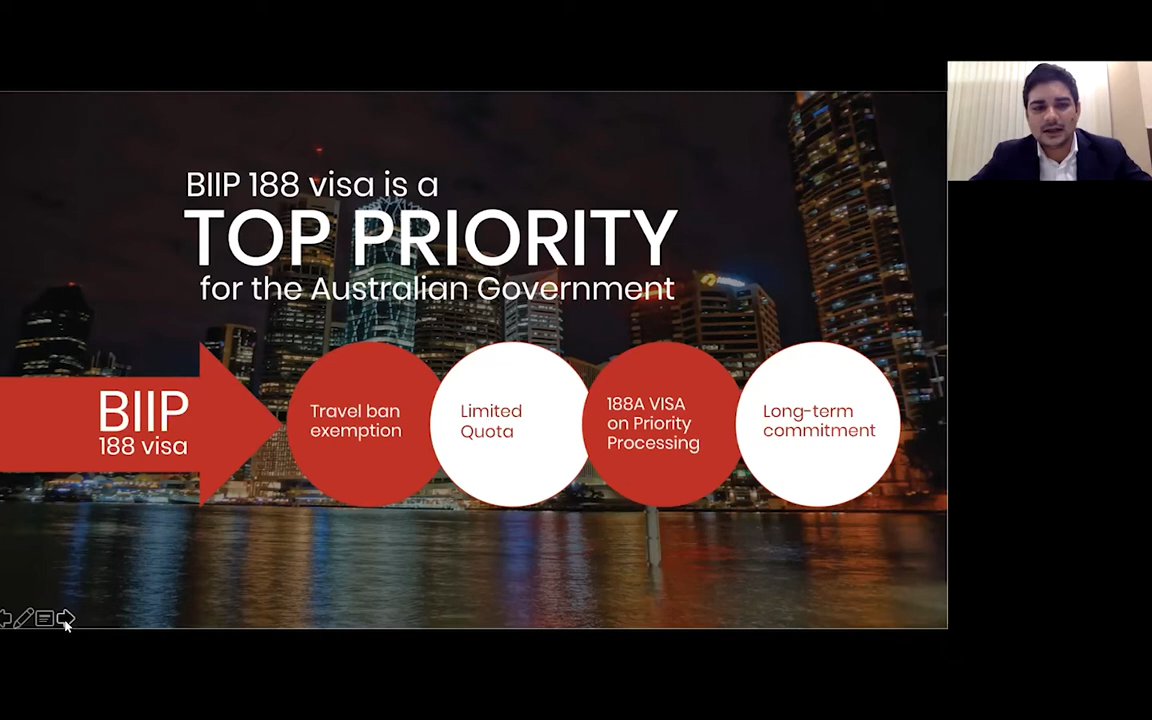 BIIP 188 visa is a
TOP PRIORITY
for the Australian Government
BIIP
188 visa
Travel ban
exemption
Limited
Quota
188A VISA
on Priority
Processing
Long-term
commitment